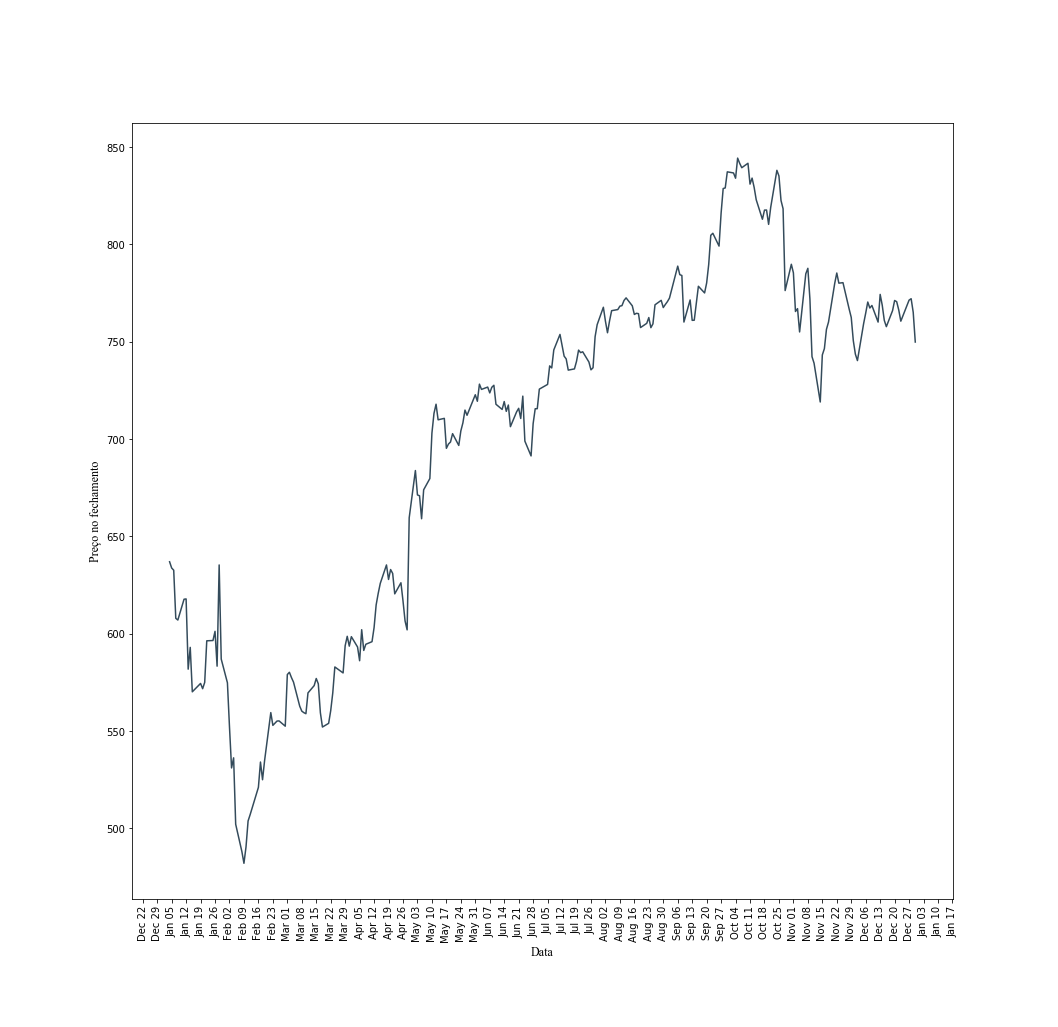 850
800
750
700
650
600
550
500
Preço no fechamento
Dec 22
Dec 29
Jan 05
Jan 12
Jan 19
Jan 26
Feb 02
Feb 09
Feb 16
Feb 23
Mar 01
Mar 08
Mar 15
Mar 22
Mar 29
Apr 05
Apr 12
Apr 19
Apr 26
May 03
May 10
May 17
May 24
May 31
Jun 07
Jun 14
Jun 21
Jun 28
Jul 05
Jul 12
Jul 19
Jul 26
Aug 02
Aug 09
Aug 16
Aug 23
Aug 30
Sep 06
Sep 13
Sep 20
Sep 27
Oct 04
Oct 11
Oct 18
Oct 25
Nov 01
Nov 08
Nov 15
Nov 22
Nov 29
Dec 06
Dec 13
Dec 20
Dec 27
Jan 03
Jan 10
Jan 17
Data